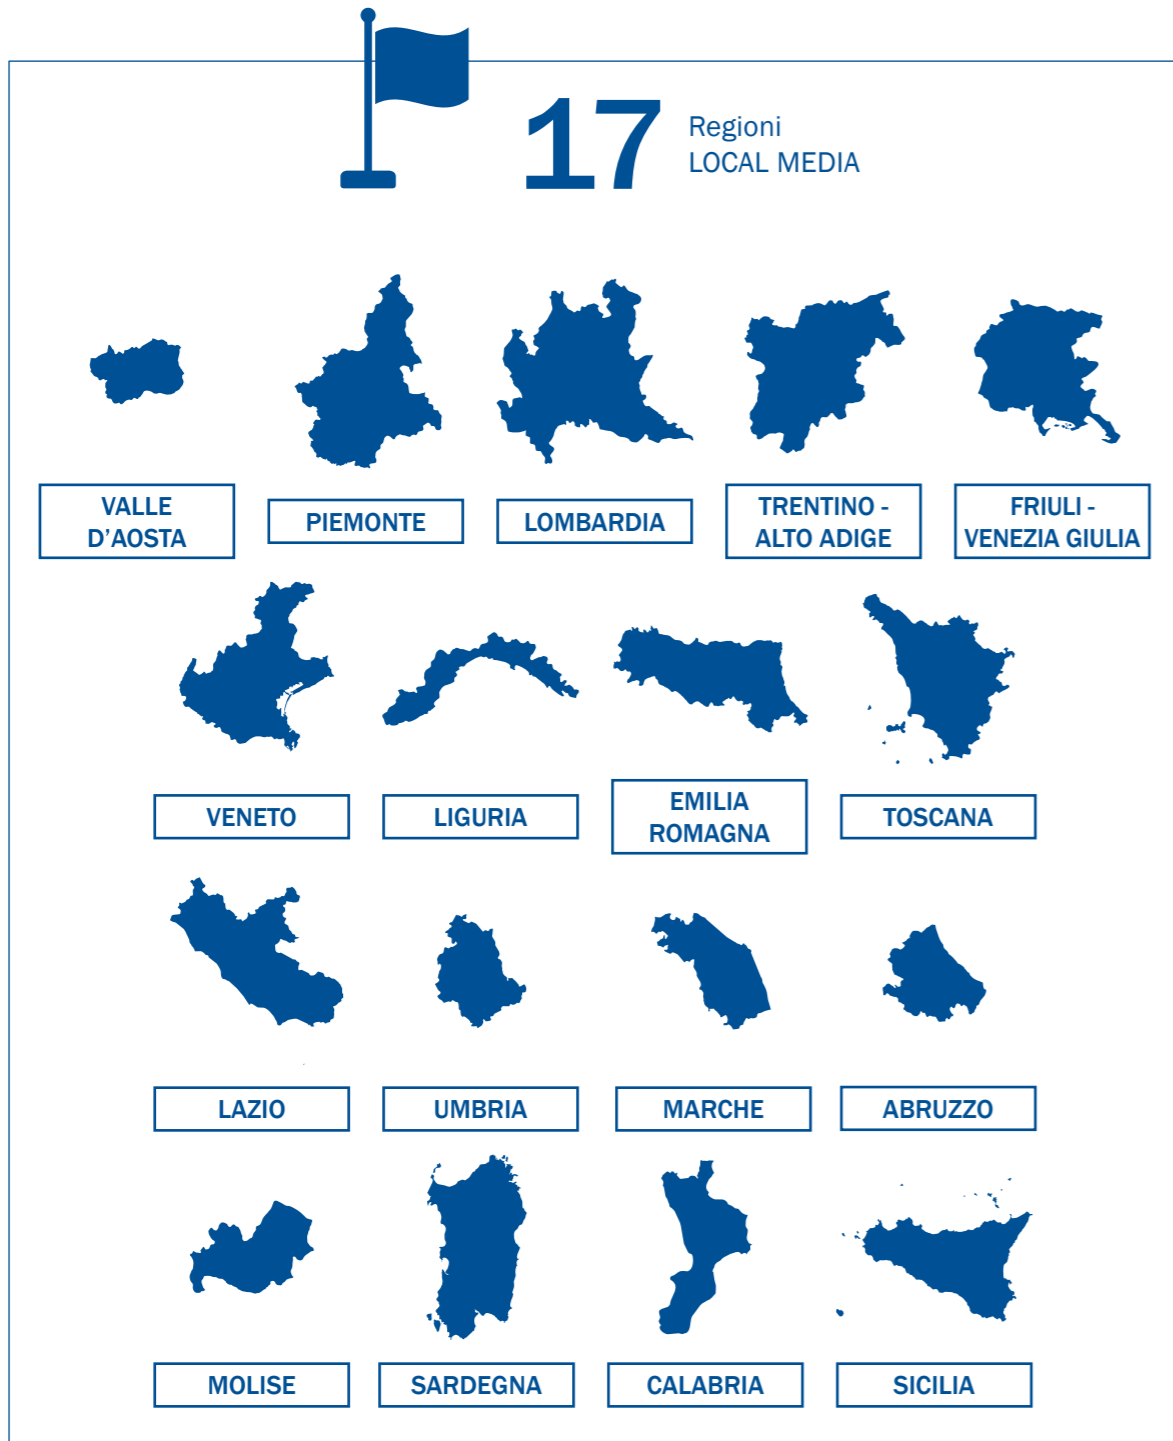 17
Regioni
LOCAL MEDIA
VALLE
D’AOSTA
PIEMONTE
LOMBARDIA
TRENTINO -
ALTO ADIGE
FRIULI -
VENEZIA GIULIA
VENETO
LIGURIA
EMILIA
ROMAGNA
TOSCANA
LAZIO
UMBRIA
MARCHE
ABRUZZO
MOLISE
SARDEGNA
CALABRIA
SICILIA